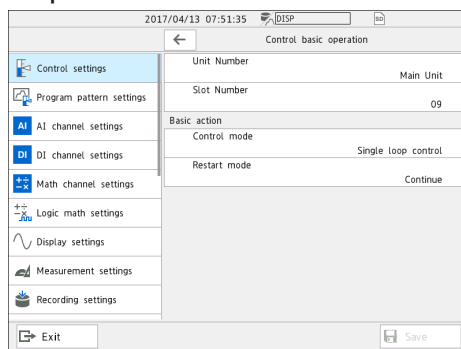 2017/04/13 07:51:35 DISP SD
Control basic operation
Control settings
Program pattern settings
AI AI channel settings
DI DI channel settings
Math channel settings
Logic math settings
Display settings
Measurement settings
Recording settings
Unit Number
Main Unit
Slot Number
09
Basic action
Control mode
Single loop control
Restart mode
Continue
Exit
Save